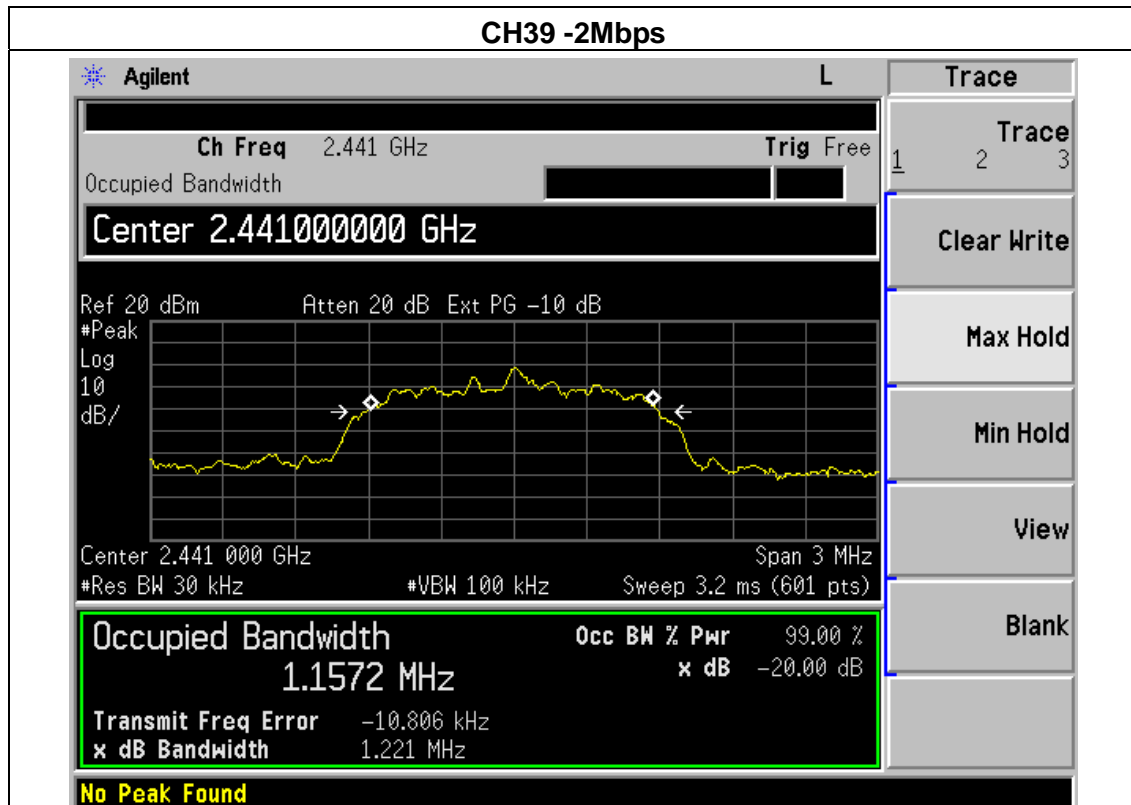 CH39 -2Mbps
Agilent L Trace
Ch Freq 2.441 GHz Trig Free
Occupied Bandwidth
Center 2.441000000 GHz
Ref 20 dBm Atten 20 dB Ext PG -10 dB
#Peak
Log
10
dB/
Center 2.441 000 GHz Span 3 MHz
#Res BW 30 kHz #VBW 100 kHz Sweep 3.2 ms (601 pts)
Occupied Bandwidth Occ BW % Pwr 99.00 %
1.1572 MHz x dB -20.00 dB
Transmit Freq Error -10.806 kHz
x dB Bandwidth 1.221 MHz
No Peak Found
Trace
1 2 3
Clear Write
Max Hold
Min Hold
View
Blank